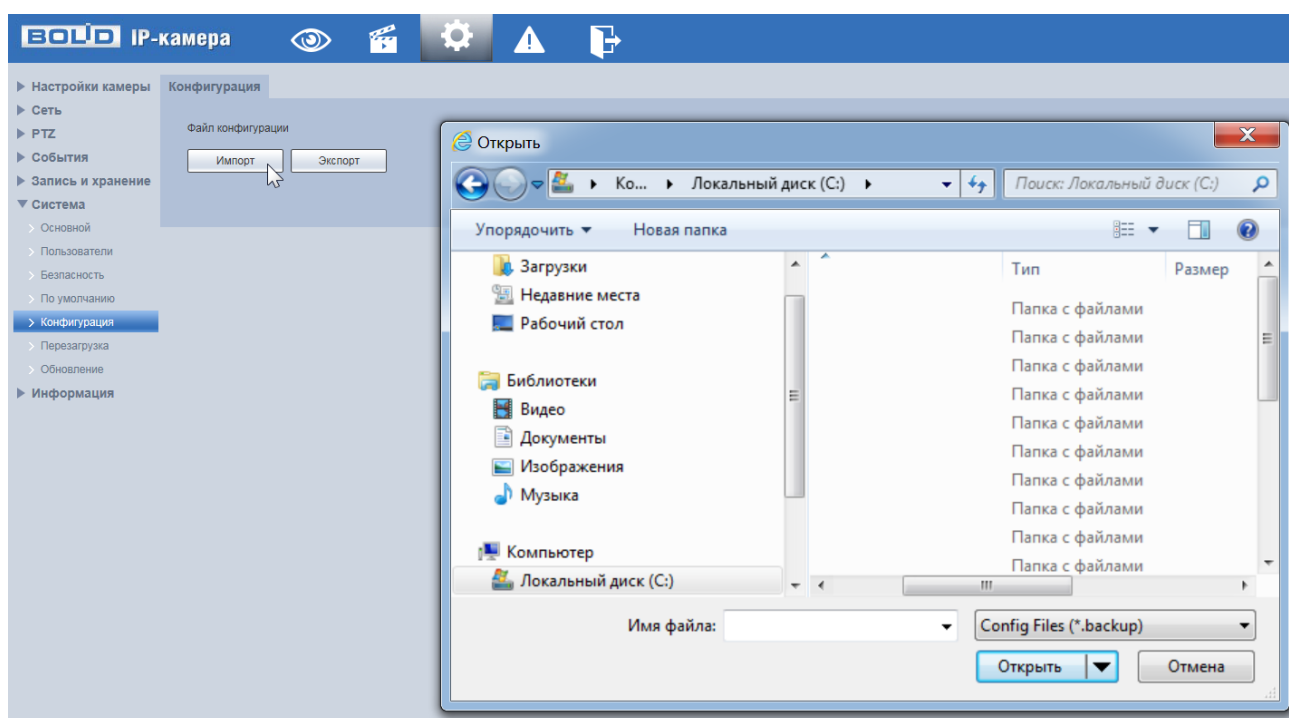 BOLID IP-камера
Настройки камеры
Сеть
PTZ
События
Запись и хранение
Система
Основной
Пользователи
Безпасность
По умолчанию
Конфигурация
Перезагрузка
Обновление
Информация
Конфигурация
Файл конфигурации
Импорт Экспорт
Открыть
Ко... Локальный диск (C:) Поиск: Локальный диск (C:)
Упорядочить Новая папка
Загрузки
Недавние места
Рабочий стол
Библиотеки
Видео
Документы
Изображения
Музыка
Компьютер
Локальный диск (C:)
Тип Размер
Папка с файлами
Папка с файлами
Папка с файлами
Папка с файлами
Папка с файлами
Папка с файлами
Папка с файлами
Папка с файлами
Папка с файлами
Папка с файлами
Имя файла: Config Files (*.backup)
Открыть Отмена